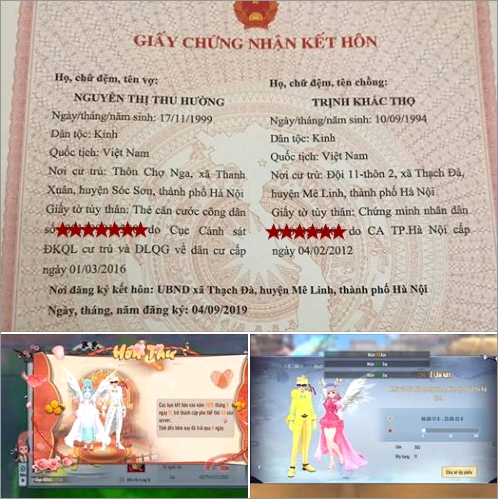 GIẤY CHỨNG NHẬN KẾT HÔN
Họ, chữ đệm, tên vợ:
NGUYỄN THỊ THU HƯỜNG
Ngày/tháng/năm sinh: 17/11/1999
Dân tộc: Kinh
Quốc tịch: Việt Nam
Nơi cư trú: Thôn Chợ Nga, xã Thanh
Xuân, huyện Sóc Sơn, thành phố Hà Nội
Giấy tờ tùy thân: Thẻ căn cước công dân
số do Cục Cảnh sát
ĐKQL cư trú và DLQG về dân cư cấp
ngày 01/03/2016
Họ, chữ đệm, tên chồng:
TRỊNH KHẮC THỌ
Ngày/tháng/năm sinh: 10/09/1994
Dân tộc: Kinh
Quốc tịch: Việt Nam
Nơi cư trú: Đội 11-thôn 2, xã Thạch Đà,
huyện Mê Linh, thành phố Hà Nội
Giấy tờ tùy thân: Chứng minh nhân dân
do CA TP.Hà Nội cấp
ngày 04/02/2012
Nơi đăng ký kết hôn: UBND xã Thạch Đà, huyện Mê Linh, thành phố Hà Nội
Ngày, tháng, năm đăng ký: 04/09/2019
Hôn Thư